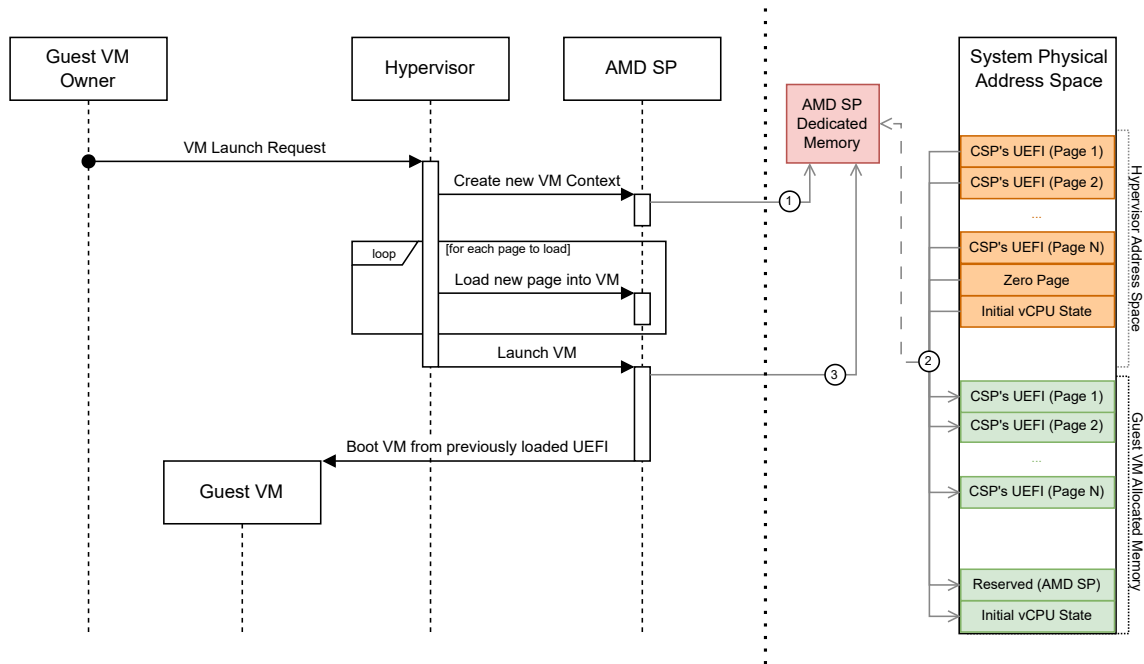 Guest VM
Owner
Hypervisor
AMD SP
VM Launch Request
Create new VM Context
loop
[for each page to load]
Load new page into VM
Launch VM
Boot VM from previously loaded UEFI
Guest VM
AMD SP
Dedicated
Memory
1
2
3
System Physical
Address Space
CSP's UEFI (Page 1)
CSP's UEFI (Page 2)
...
CSP's UEFI (Page N)
Zero Page
Initial vCPU State
Hypervisor Address Space
CSP's UEFI (Page 1)
CSP's UEFI (Page 2)
...
CSP's UEFI (Page N)
Reserved (AMD SP)
Initial vCPU State
Guest VM Allocated Memory